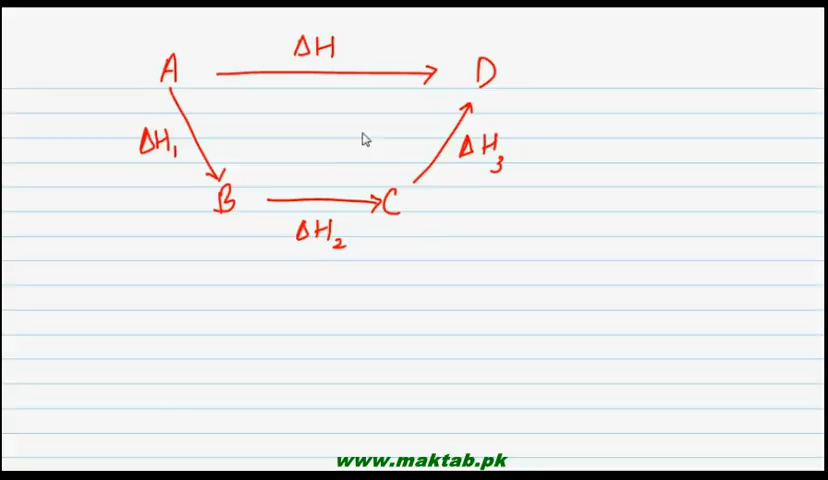 ΔH
A D
ΔH₁ ΔH₃
B C
ΔH₂
www.maktab.pk